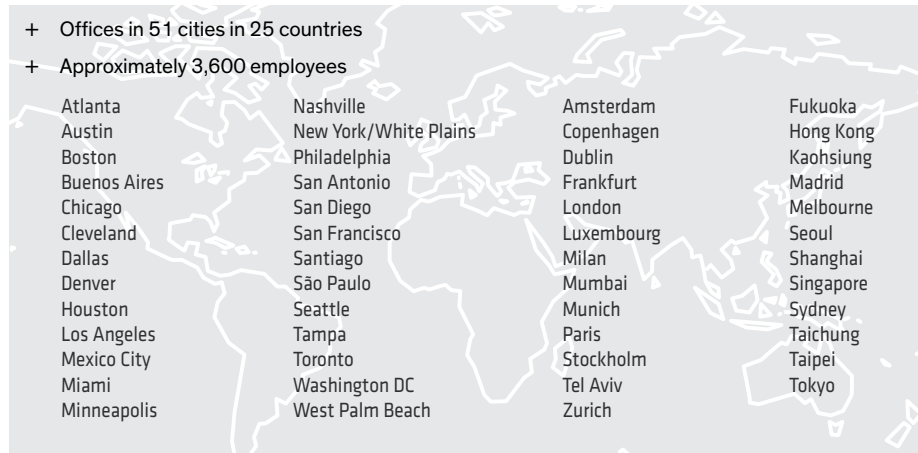 + Offices in 51 cities in 25 countries
+ Approximately 3,600 employees
Atlanta
Austin
Boston
Buenos Aires
Chicago
Cleveland
Dallas
Denver
Houston
Los Angeles
Mexico City
Miami
Minneapolis
Nashville
New York/White Plains
Philadelphia
San Antonio
San Diego
San Francisco
Santiago
São Paulo
Seattle
Tampa
Toronto
Washington DC
West Palm Beach
Amsterdam
Copenhagen
Dublin
Frankfurt
London
Luxembourg
Milan
Mumbai
Munich
Paris
Stockholm
Tel Aviv
Zurich
Fukuoka
Hong Kong
Kaohsiung
Madrid
Melbourne
Seoul
Shanghai
Singapore
Sydney
Taichung
Taipei
Tokyo